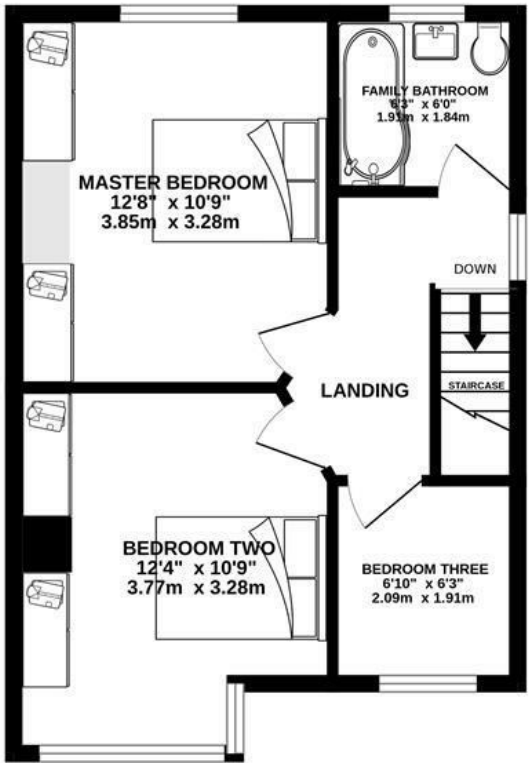 FAMILY BATHROOM
6'3" x 6'0"
1.91m x 1.84m
MASTER BEDROOM
12'8" x 10'9"
3.85m x 3.28m
DOWN
STAIRCASE
LANDING
BEDROOM TWO
12'4" x 10'9"
3.77m x 3.28m
BEDROOM THREE
6'10" x 6'3"
2.09m x 1.91m